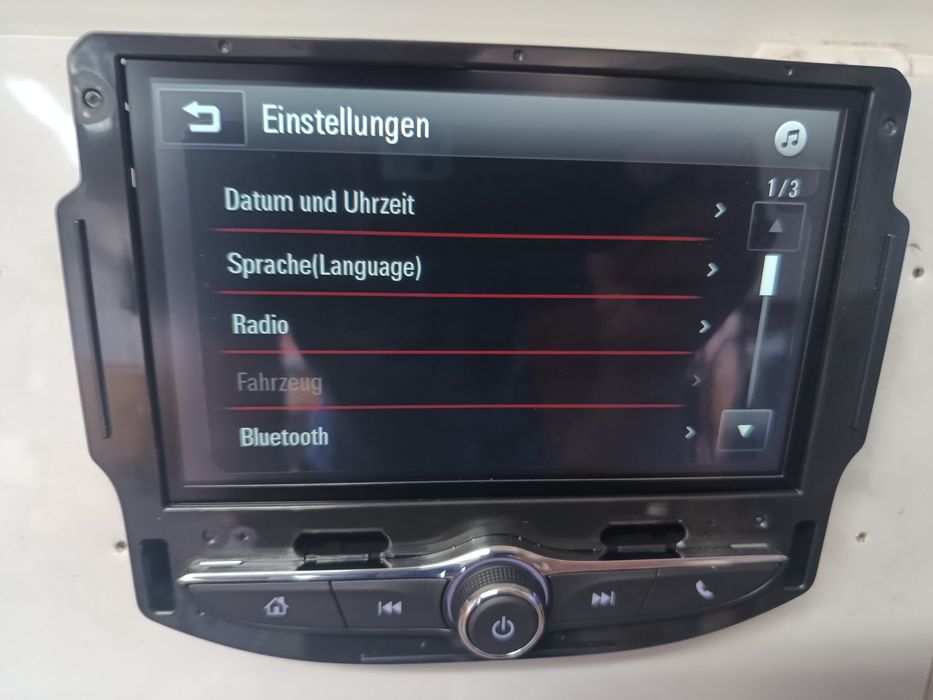 Einstellungen
1/3
Datum und Uhrzeit
Sprache(Language)
Radio
Fahrzeug
Bluetooth